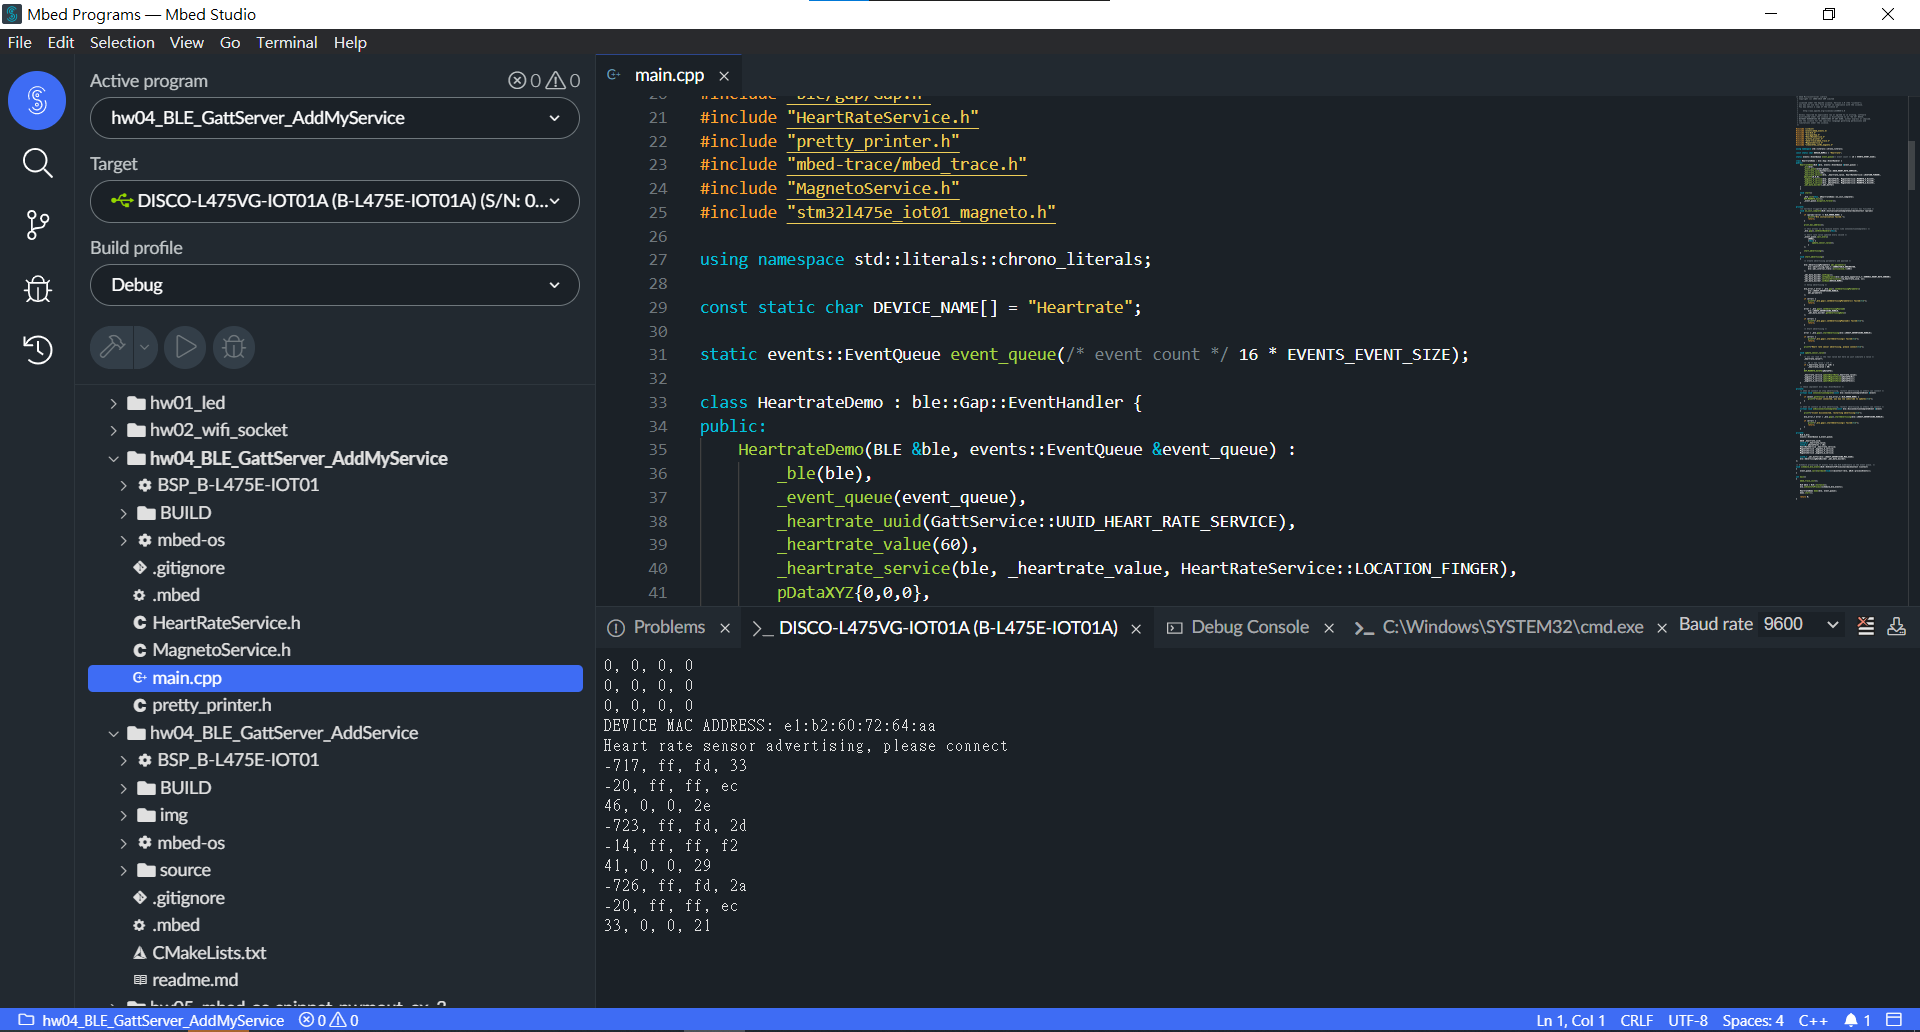 Mbed Programs — Mbed Studio
File Edit Selection View Go Terminal Help
Active program
0 0
hw04_BLE_GattServer_AddMyService
Target
DISCO-L475VG-IOT01A (B-L475E-IOT01A) (S/N: 0...
Build profile
Debug
hw01_led
hw02_wifi_socket
hw04_BLE_GattServer_AddMyService
BSP_B-L475E-IOT01
BUILD
mbed-os
.gitignore
.mbed
HeartRateService.h
MagnetoService.h
main.cpp
pretty_printer.h
hw04_BLE_GattServer_AddService
BSP_B-L475E-IOT01
BUILD
img
mbed-os
source
.gitignore
.mbed
CMakeLists.txt
readme.md
main.cpp
20 #include "ble/gap/Gap.h"
21 #include "HeartRateService.h"
22 #include "pretty_printer.h"
23 #include "mbed-trace/mbed_trace.h"
24 #include "MagnetoService.h"
25 #include "stm32l475e_iot01_magneto.h"
26
27 using namespace std::literals::chrono_literals;
28
29 const static char DEVICE_NAME[] = "Heartrate";
30
31 static events::EventQueue event_queue(/* event count */ 16 * EVENTS_EVENT_SIZE);
32
33 class HeartrateDemo : ble::Gap::EventHandler {
34 public:
35 HeartrateDemo(BLE &ble, events::EventQueue &event_queue) :
36 _ble(ble),
37 _event_queue(event_queue),
38 _heartrate_uuid(GattService::UUID_HEART_RATE_SERVICE),
39 _heartrate_value(60),
40 _heartrate_service(ble, _heartrate_value, HeartRateService::LOCATION_FINGER),
41 pDataXYZ{0,0,0},
Problems
DISCO-L475VG-IOT01A (B-L475E-IOT01A)
Debug Console
C:\Windows\SYSTEM32\cmd.exe
Baud rate 9600
0, 0, 0, 0
0, 0, 0, 0
0, 0, 0, 0
DEVICE MAC ADDRESS: e1:b2:60:72:64:aa
Heart rate sensor advertising, please connect
-717, ff, fd, 33
-20, ff, ff, ec
46, 0, 0, 2e
-723, ff, fd, 2d
-14, ff, ff, f2
41, 0, 0, 29
-726, ff, fd, 2a
-20, ff, ff, ec
33, 0, 0, 21
hw04_BLE_GattServer_AddMyService 0 0
Ln 1, Col 1 CRLF UTF-8 Spaces: 4 C++ 1